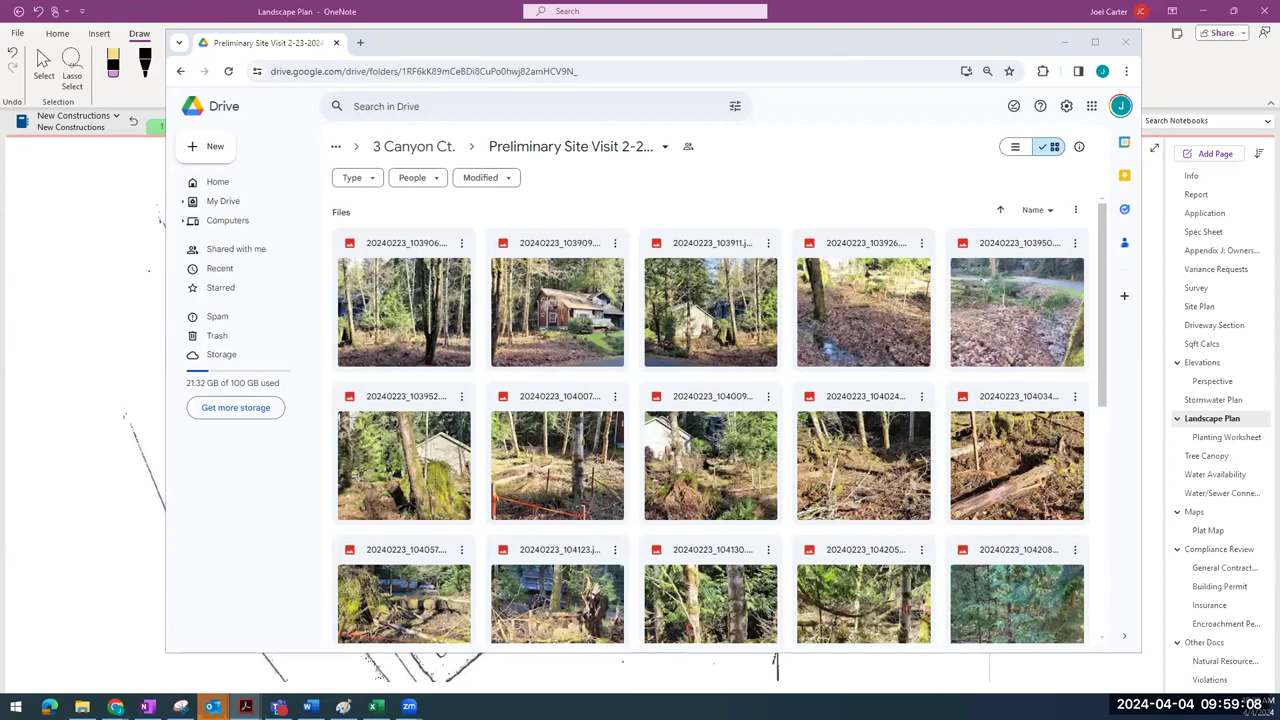 Landscape Plan - OneNote
Search
Joel Carter
JC
File
Home
Insert
Draw
Share
Select
Lasso
Select
Undo
Selection
Preliminary Site Visit 2-23-2024
drive.google.com/drive/folders/1RF6kK89mCeBDi8CuPo0hwj82amHCV9N_
J
New Constructions
New Constructions
1
Search Notebooks
Drive
Search in Drive
J
New
3 Canyon Ct.
Preliminary Site Visit 2-2...
Type
People
Modified
Home
My Drive
Computers
Shared with me
Recent
Starred
Spam
Trash
Storage
21.32 GB of 100 GB used
Get more storage
Files
Name
20240223_103906....
20240223_103909....
20240223_103911.j...
20240223_103926....
20240223_103950....
20240223_103952....
20240223_104007....
20240223_104009....
20240223_104024....
20240223_104034....
20240223_104057....
20240223_104123.j...
20240223_104130....
20240223_104205...
20240223_104208...
Add Page
Info
Report
Application
Spec Sheet
Appendix J: Owners...
Variance Requests
Survey
Site Plan
Driveway Section
Sqft Calcs
Elevations
Perspective
Stormwater Plan
Landscape Plan
Planting Worksheet
Tree Canopy
Water Availability
Water/Sewer Conne...
Maps
Plat Map
Compliance Review
General Contract...
Building Permit
Insurance
Encroachment Pe...
Other Docs
Natural Resource...
Violations
2024-04-04 09:59:08